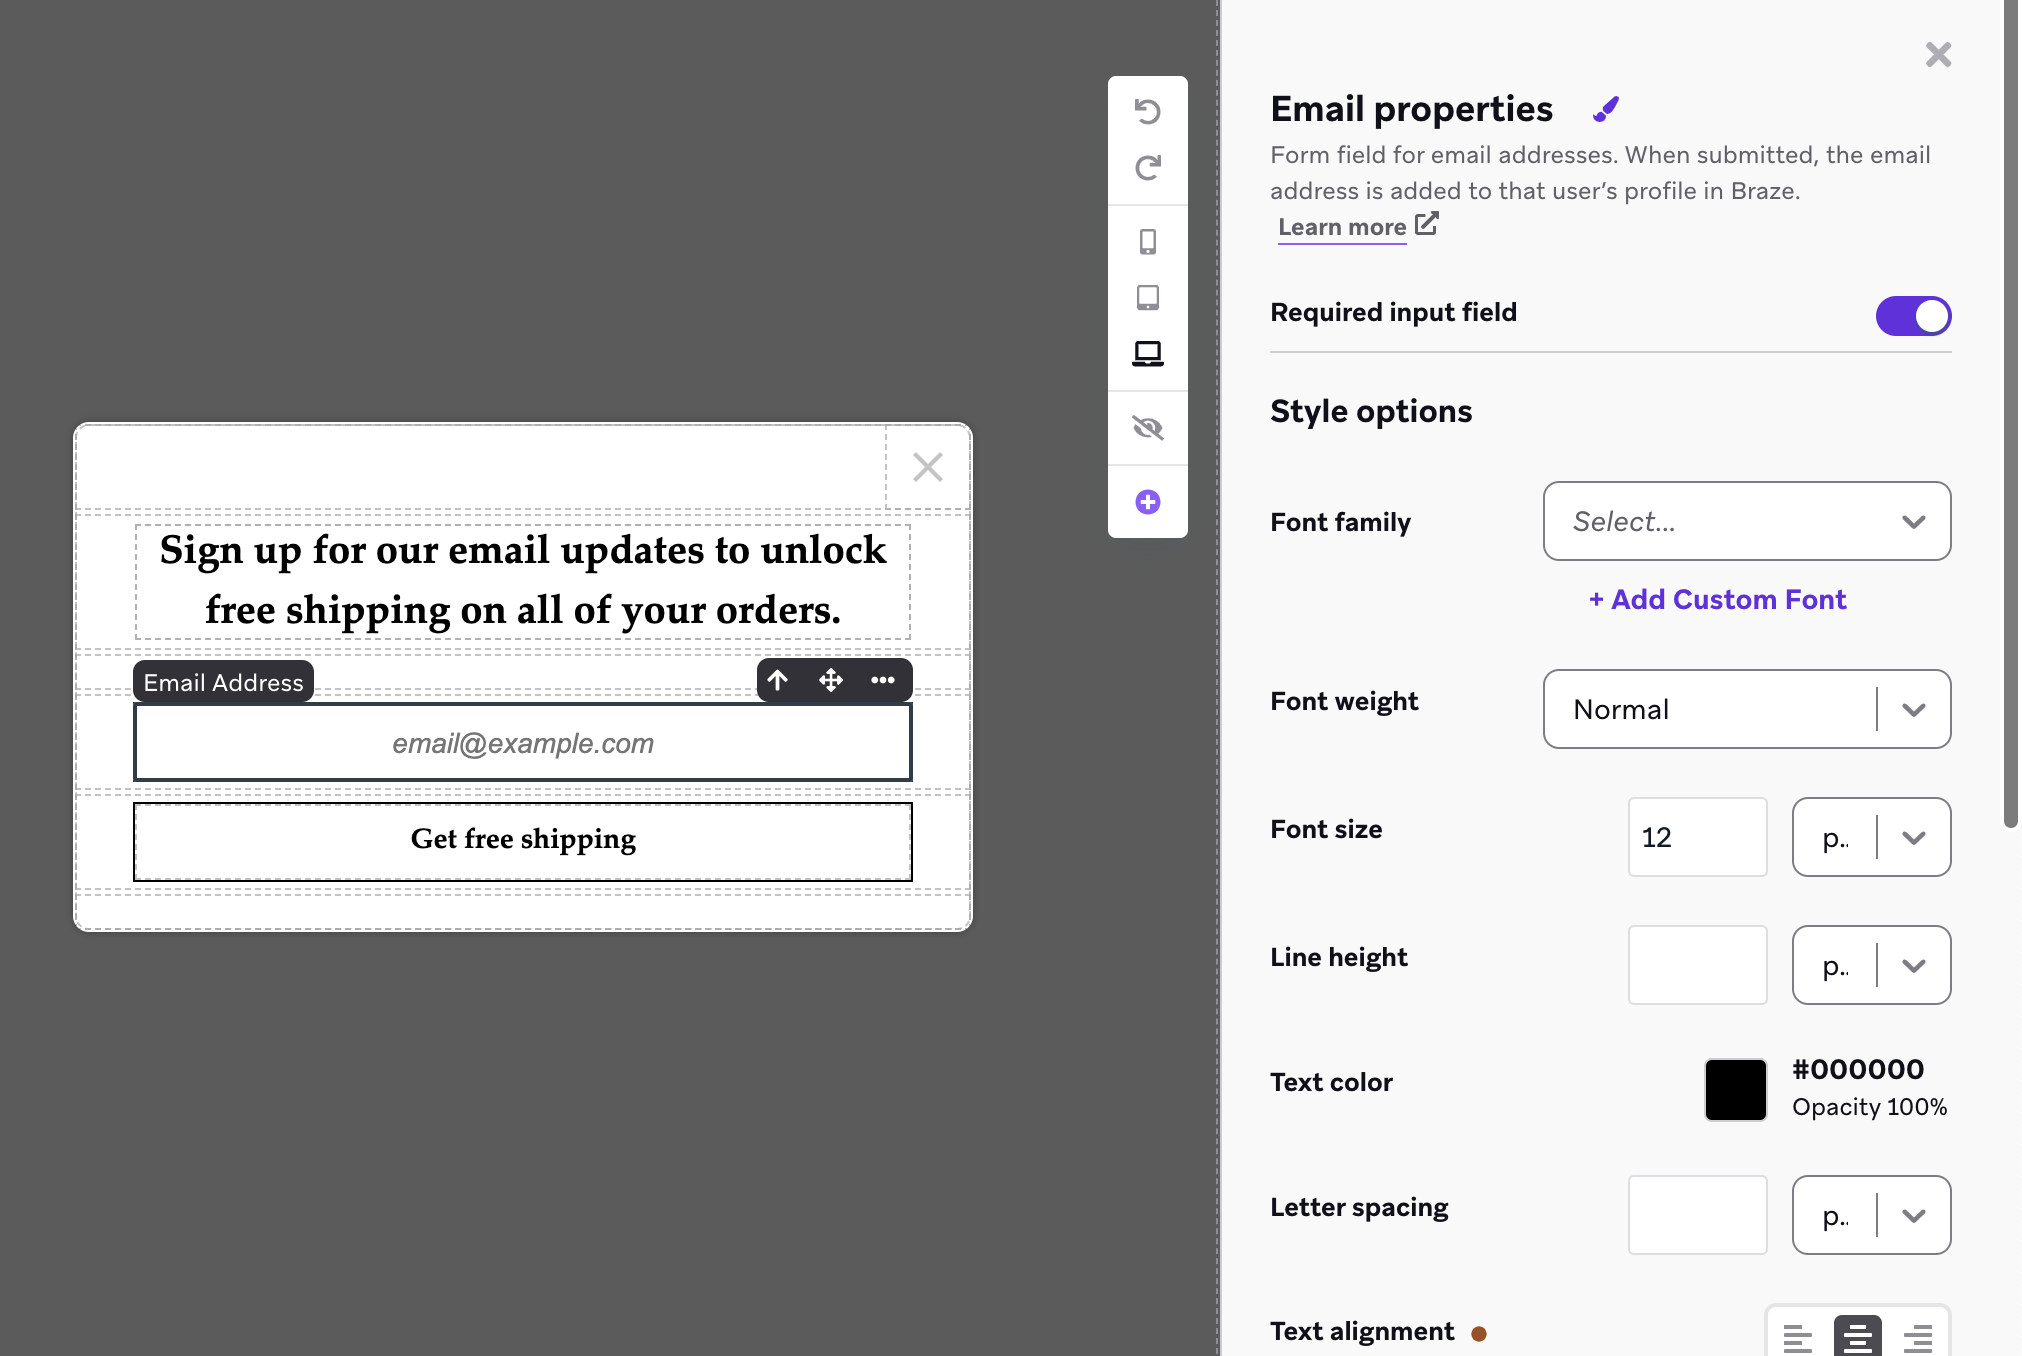 Sign up for our email updates to unlock
free shipping on all of your orders.
Email Address
email@example.com
Get free shipping
Email properties
Form field for email addresses. When submitted, the email
address is added to that user’s profile in Braze.
Learn more
Required input field
Style options
Font family
Select...
+ Add Custom Font
Font weight
Normal
Font size
12
p..
Line height
p..
Text color
#000000
Opacity 100%
Letter spacing
p..
Text alignment